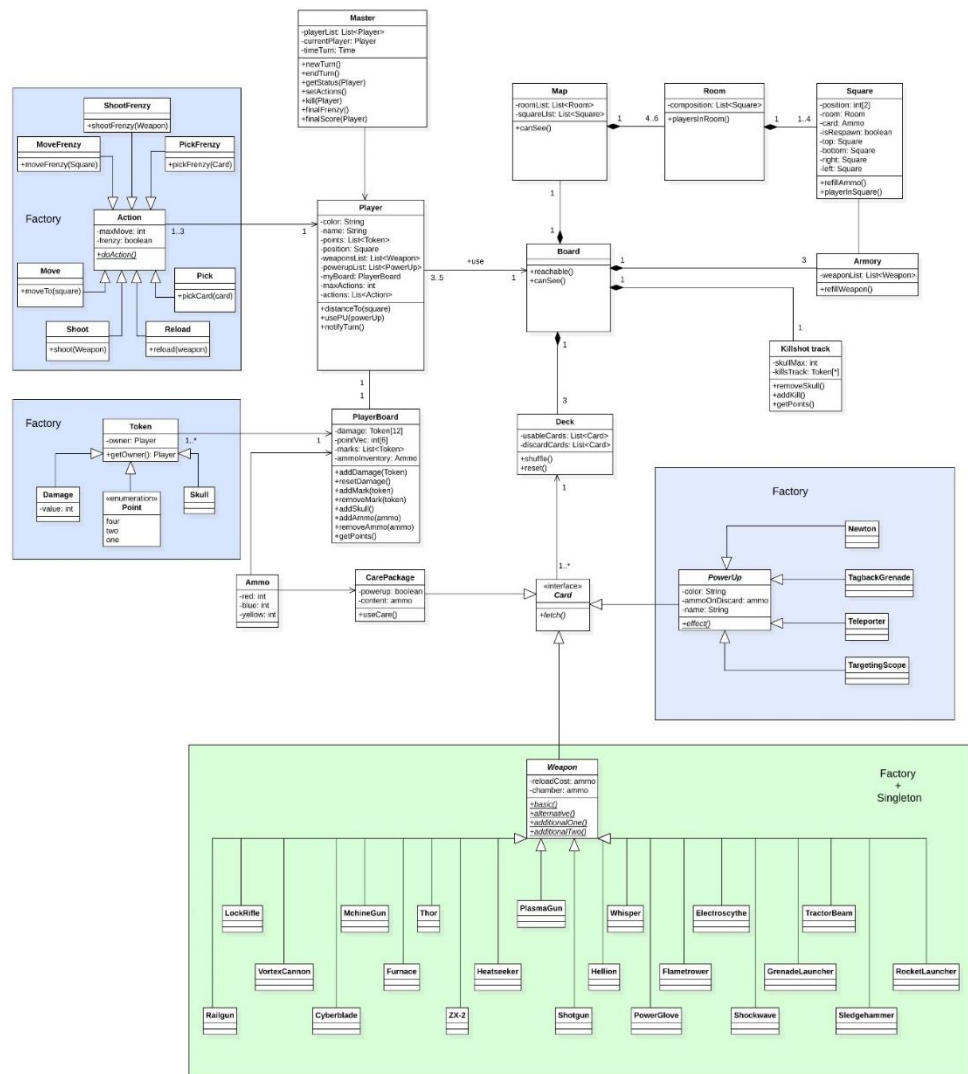 Master
-playerList: List<Player>
-currentPlayer: Player
-timeTurn: Time
+newTurn()
+endTurn()
+getStatus(Player)
+setActions()
+kill(Player)
+finalFrenzy()
+finalScore(Player)
Map
-roomList: List<Room>
-squareLIst: List<Square>
+canSee()
1
4..6
Room
-composition: List<Square>
+playersInRoom()
1
1..4
Square
-position: int[2]
-room: Room
-card: Ammo
-isRespawn: boolean
-top: Square
-bottom: Square
-right: Square
-left: Square
+refillAmmo()
+playerInSquare()
Factory
ShootFrenzy
+shootFrenzy(Weapon)
MoveFrenzy
+moveFrenzy(Square)
PickFrenzy
+pickFrenzy(Card)
Action
-maxMove: int
-frenzy: boolean
+doAction()
1..3
1
Move
+moveTo(square)
Pick
+pickCard(card)
Shoot
+shoot(Weapon)
Reload
+reload(weapon)
Player
-color: String
-name: String
-points: List<Token>
-position: Square
-weaponsList: List<Weapon>
-powerupList: List<PowerUp>
-myBoard: PlayerBoard
-maxActions: int
-actions: Lis<Action>
+distanceTo(square)
+usePU(powerUp)
+notifyTurn()
3..5
+use
1
1
1
Board
+reachable()
+canSee()
1
3
Armory
-weaponList: List<Weapon>
+refillWeapon()
1
1
Killshot track
-skullMax: int
-killsTrack: Token[*]
+removeSkull()
+addKill()
+getPoints()
1
1
Factory
Token
-owner: Player
+getOwner(): Player
1..*
1
Damage
-value: int
«enumeration»
Point
four
two
one
Skull
PlayerBoard
-damage: Token[12]
-pointVec: int[6]
-marks: List<Token>
-ammoInventory: Ammo
+addDamage(Token)
+resetDamage()
+addMark(token)
+removeMark(token)
+addSkull()
+addAmmo(ammo)
+removeAmmo(ammo)
+getPoints()
1
3
Deck
-usableCards: List<Card>
-discardCards: List<Card>
+shuffle()
+reset()
1
1..*
Ammo
-red: int
-blue: int
-yellow: int
CarePackage
-powerup: boolean
-content: ammo
+useCare()
«interface»
Card
+fetch()
Factory
PowerUp
-color: String
-ammoOnDiscard: ammo
-name: String
+effect()
Newton
TagbackGrenade
Teleporter
TargetingScope
Factory
+
Singleton
Weapon
-reloadCost: ammo
-chamber: ammo
+basic()
+alternative()
+additionalOne()
+additionalTwo()
LockRifle
MchineGun
Thor
PlasmaGun
Whisper
Electroscythe
TractorBeam
VortexCannon
Furnace
Heatseeker
Hellion
Flametrower
GrenadeLauncher
RocketLauncher
Railgun
Cyberblade
ZX-2
Shotgun
PowerGlove
Shockwave
Sledgehammer